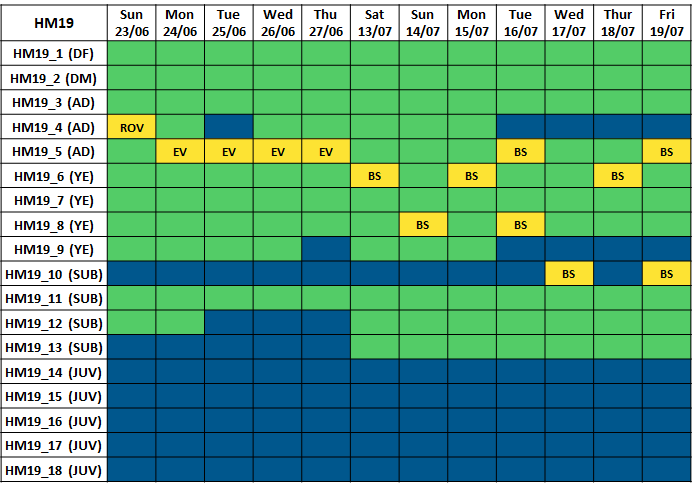 HM19 Sun Mon Tue Wed Thu Sat Sun Mon Tue Wed Thur Fri
23/06 24/06 25/06 26/06 27/06 13/07 14/07 15/07 16/07 17/07 18/07 19/07
HM19_1 (DF)
HM19_2 (DM)
HM19_3 (AD)
HM19_4 (AD) ROV
HM19_5 (AD) EV EV EV EV BS BS
HM19_6 (YE) BS BS BS
HM19_7 (YE)
HM19_8 (YE) BS BS
HM19_9 (YE)
HM19_10 (SUB) BS BS
HM19_11 (SUB)
HM19_12 (SUB)
HM19_13 (SUB)
HM19_14 (JUV)
HM19_15 (JUV)
HM19_16 (JUV)
HM19_17 (JUV)
HM19_18 (JUV)